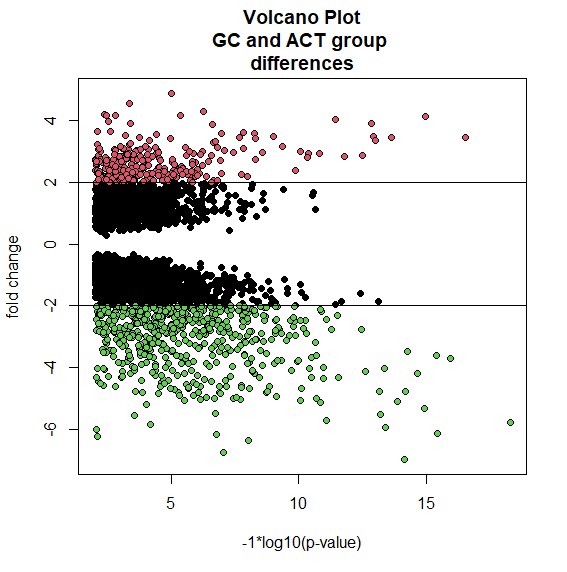 Volcano Plot
GC and ACT group
differences
fold change
4
2
0
-2
-4
-6
5
10
15
-1*log10(p-value)